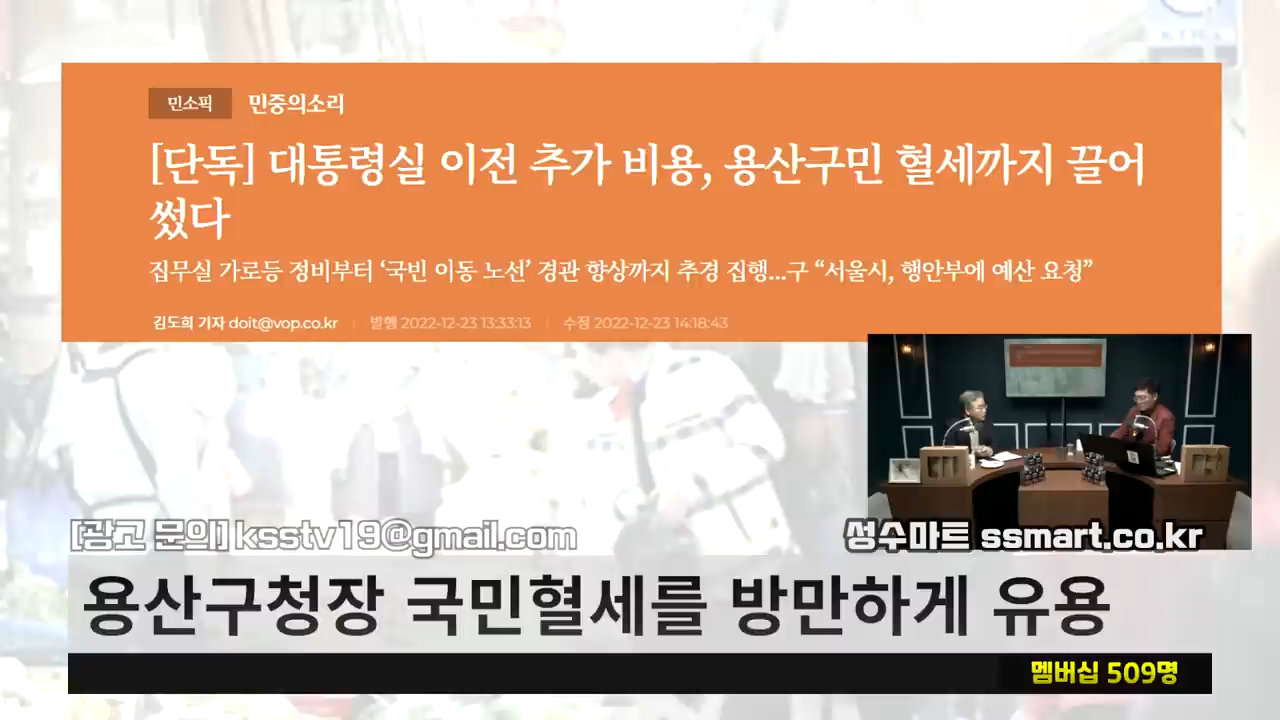 민소픽 민중의소리
[단독] 대통령실 이전 추가 비용, 용산구민 혈세까지 끌어
썼다
집무실 가로등 정비부터 ‘국빈 이동 노선’ 경관 향상까지 추경 집행...구 “서울시, 행안부에 예산 요청”
김도희 기자 doit@vop.co.kr | 발행 2022-12-23 13:33:13 | 수정 2022-12-23 14:18:43
[광고 문의] ksstv19@gmail.com
성수마트 ssmart.co.kr
용산구청장 국민혈세를 방만하게 유용
멤버십 509명